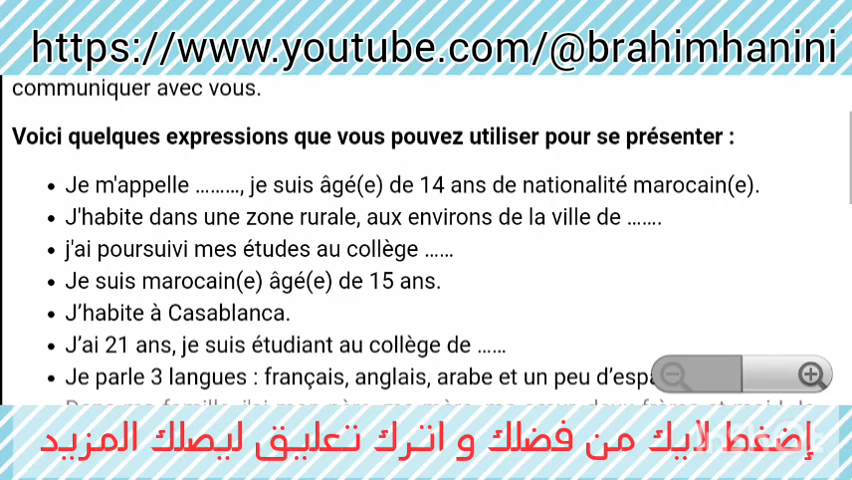 https://www.youtube.com/@brahimhanini
communiquer avec vous.
Voici quelques expressions que vous pouvez utiliser pour se présenter :
• Je m'appelle ........., je suis âgé(e) de 14 ans de nationalité marocain(e).
• J'habite dans une zone rurale, aux environs de la ville de .......
• j'ai poursuivi mes études au collège ......
• Je suis marocain(e) âgé(e) de 15 ans.
• J’habite à Casablanca.
• J’ai 21 ans, je suis étudiant au collège de ......
• Je parle 3 langues : français, anglais, arabe et un peu d’espa
إضغط لايك من فضلك و اترك تعليق ليصلك المزيد